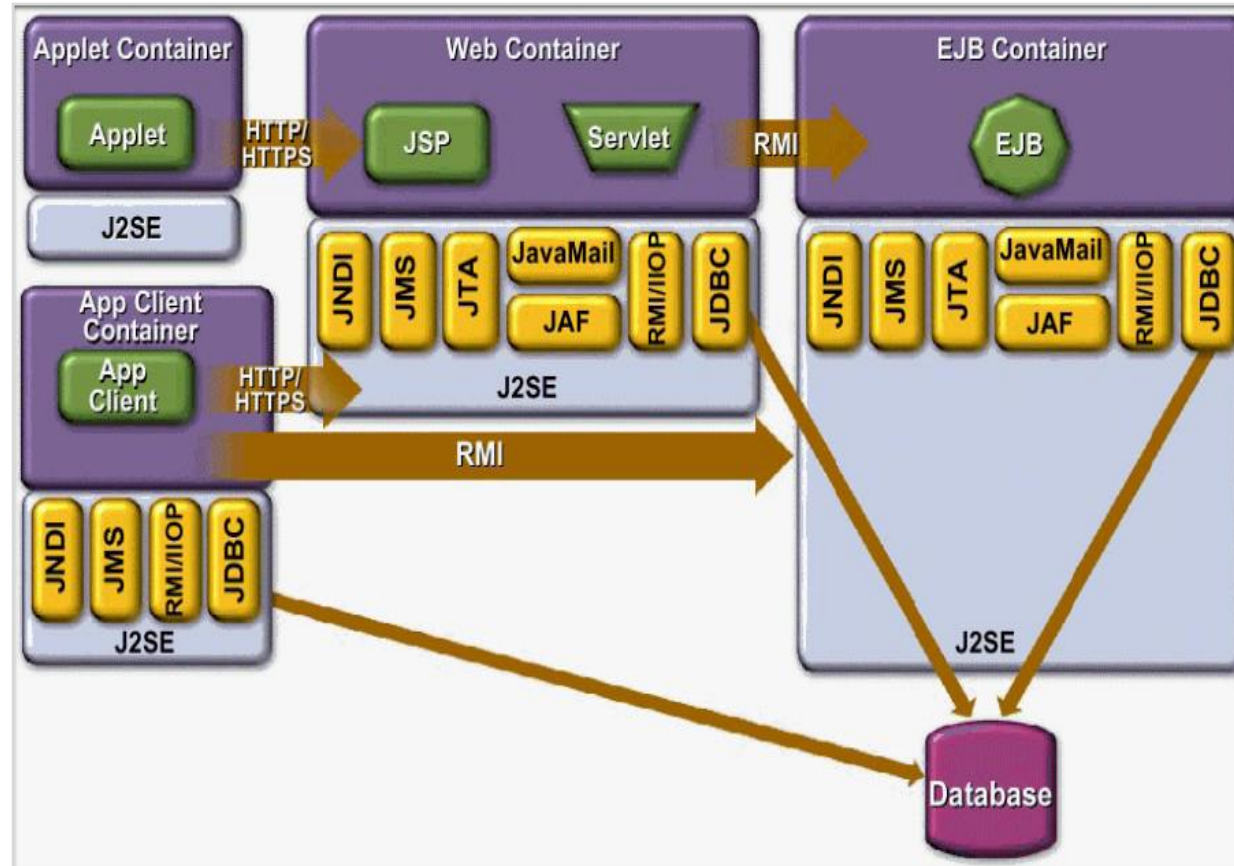 Applet Container
Applet
J2SE
HTTP/
HTTPS
Web Container
JSP
Servlet
JNDI
JMS
JTA
JavaMail
JAF
RMI/IIOP
JDBC
J2SE
RMI
EJB Container
EJB
JNDI
JMS
JTA
JavaMail
JAF
RMI/IIOP
JDBC
J2SE
App Client
Container
App
Client
HTTP/
HTTPS
RMI
JNDI
JMS
RMI/IIOP
JDBC
J2SE
Database